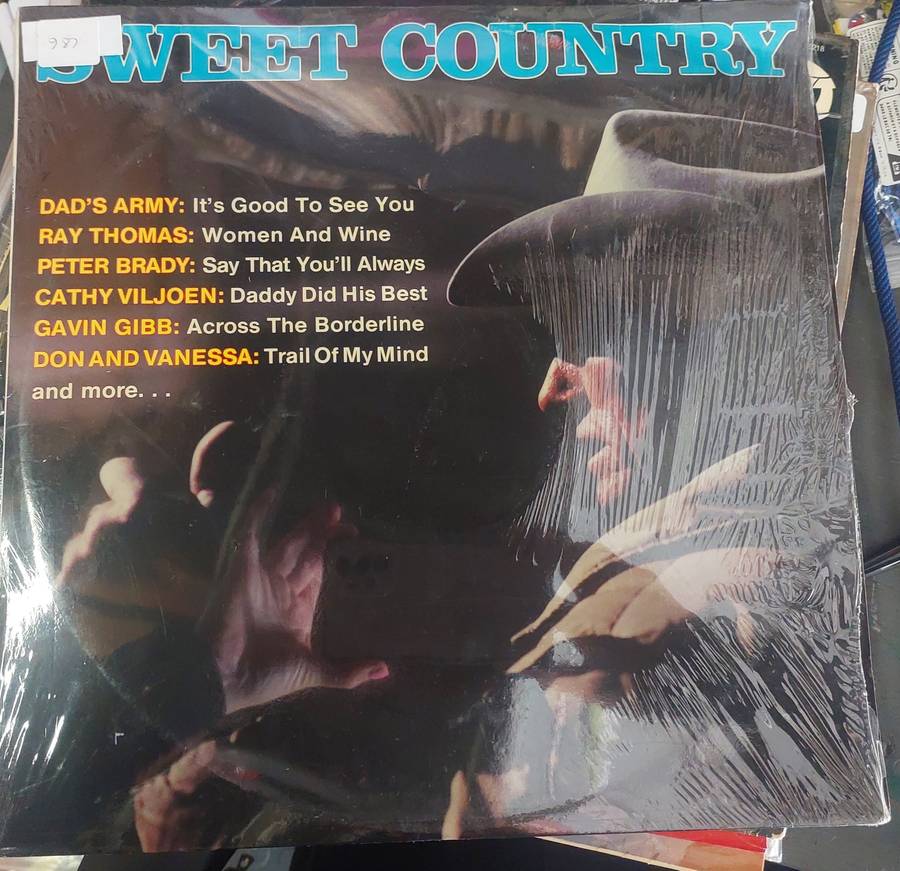 SWEET COUNTRY
DAD'S ARMY: It's Good To See You
RAY THOMAS: Women And Wine
PETER BRADY: Say That You'll Always
CATHY VILJOEN: Daddy Did His Best
GAVIN GIBB: Across The Borderline
DON AND VANESSA: Trail Of My Mind
and more. . .